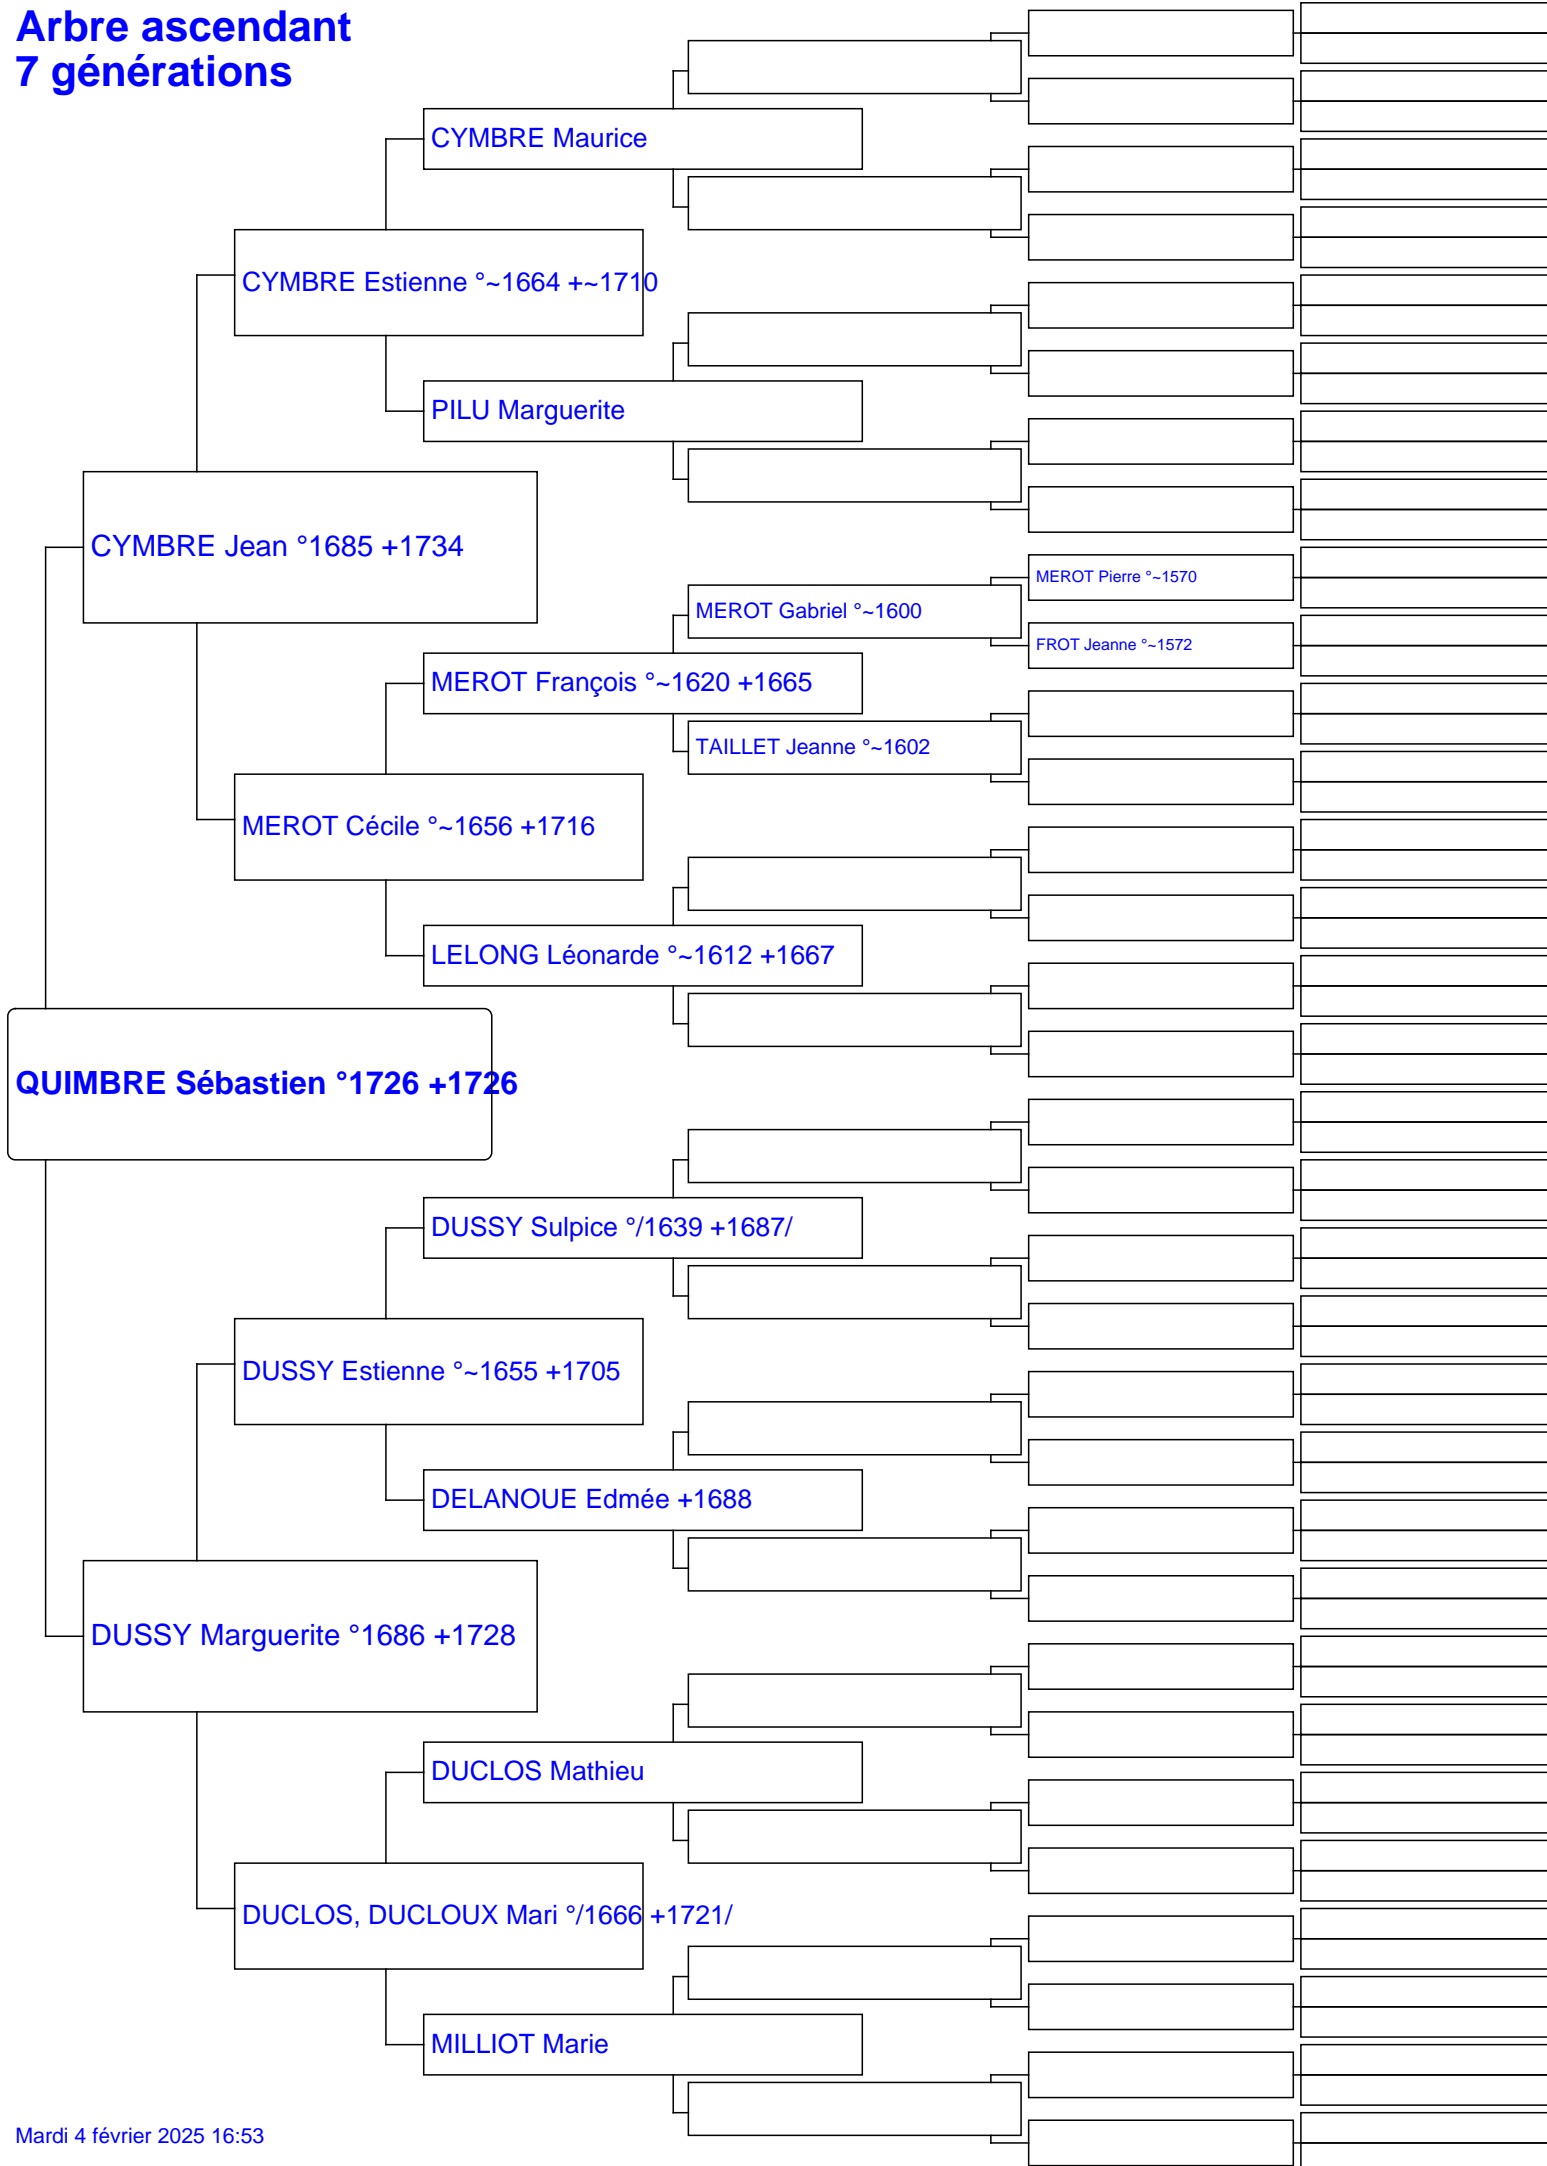 Arbre ascendant
7 générations
CYMBRE Maurice
CYMBRE Estienne °~1664 +~1710
PILU Marguerite
CYMBRE Jean °1685 +1734
MEROT Pierre °~1570
MEROT Gabriel °~1600
FROT Jeanne °~1572
MEROT François °~1620 +1665
TAILLET Jeanne °~1602
MEROT Cécile °~1656 +1716
LELONG Léonarde °~1612 +1667
QUIMBRE Sébastien °1726 +1726
DUSSY Sulpice °/1639 +1687/
DUSSY Estienne °~1655 +1705
DELANOUE Edmée +1688
DUSSY Marguerite °1686 +1728
DUCLOS Mathieu
DUCLOS, DUCLOUX Mari °/1666 +1721/
MILLIOT Marie
Mardi 4 février 2025 16:53